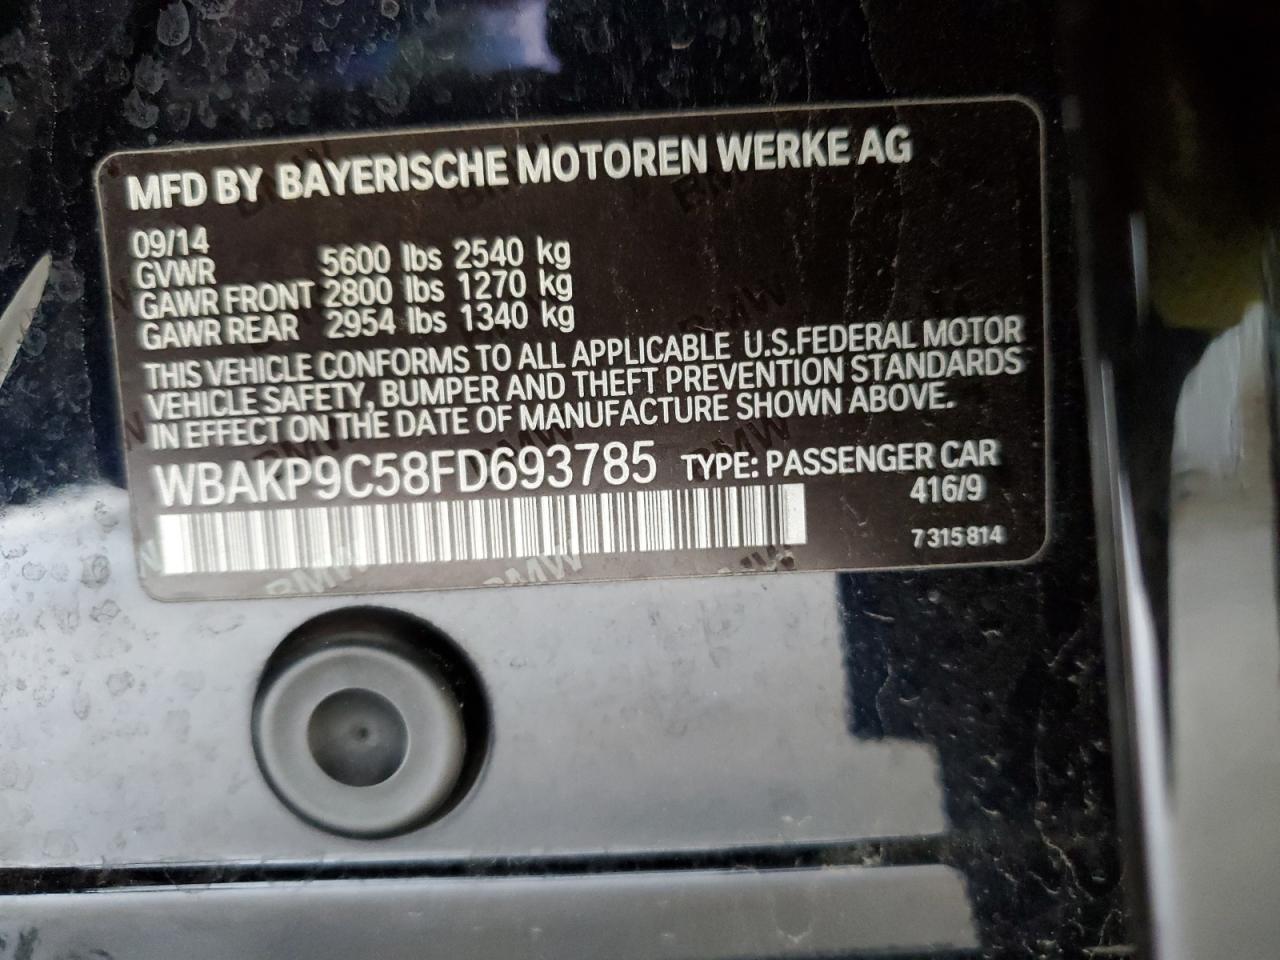 MFD BY BAYERISCHE MOTOREN WERKE AG
09/14
GVWR 5600 lbs 2540 kg
GAWR FRONT 2800 lbs 1270 kg
GAWR REAR 2954 lbs 1340 kg
THIS VEHICLE CONFORMS TO ALL APPLICABLE U.S.FEDERAL MOTOR
VEHICLE SAFETY, BUMPER AND THEFT PREVENTION STANDARDS
IN EFFECT ON THE DATE OF MANUFACTURE SHOWN ABOVE.
WBAKP9C58FD693785 TYPE: PASSENGER CAR
416/9
7 315 814
BMW BMW BMW